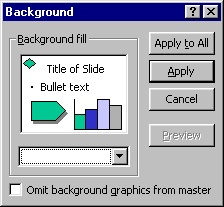 Background
Background fill
Title of Slide
• Bullet text
Apply to All
Apply
Cancel
Preview
Omit background graphics from master